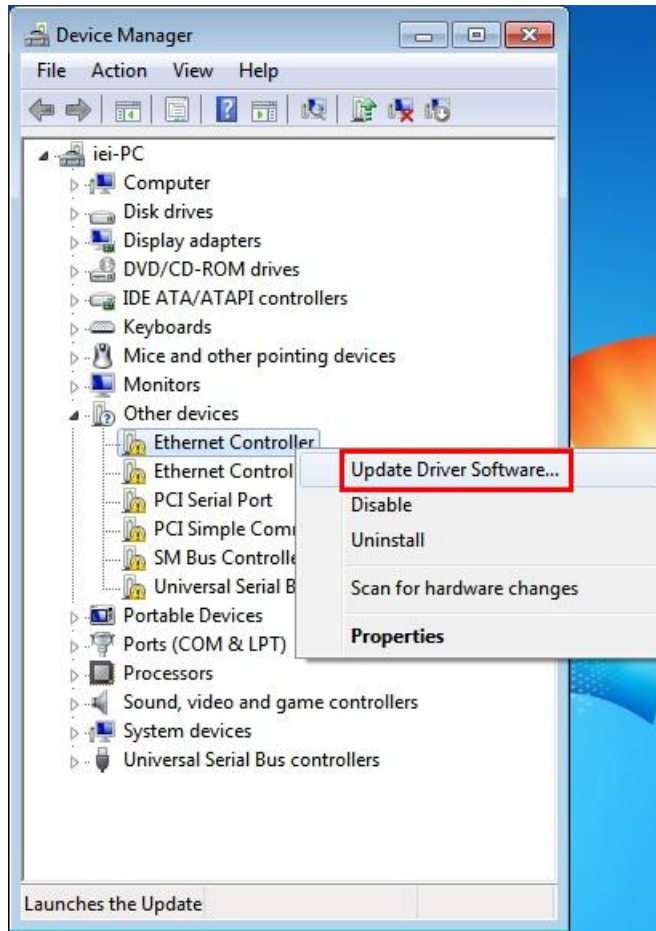 Device Manager
File Action View Help
iei-PC
Computer
Disk drives
Display adapters
DVD/CD-ROM drives
IDE ATA/ATAPI controllers
Keyboards
Mice and other pointing devices
Monitors
Other devices
Ethernet Controller
Ethernet Control
Update Driver Software...
PCI Serial Port
Disable
PCI Simple Com
Uninstall
SM Bus Controlle
Universal Serial B
Scan for hardware changes
Portable Devices
Ports (COM & LPT)
Properties
Processors
Sound, video and game controllers
System devices
Universal Serial Bus controllers
Launches the Update